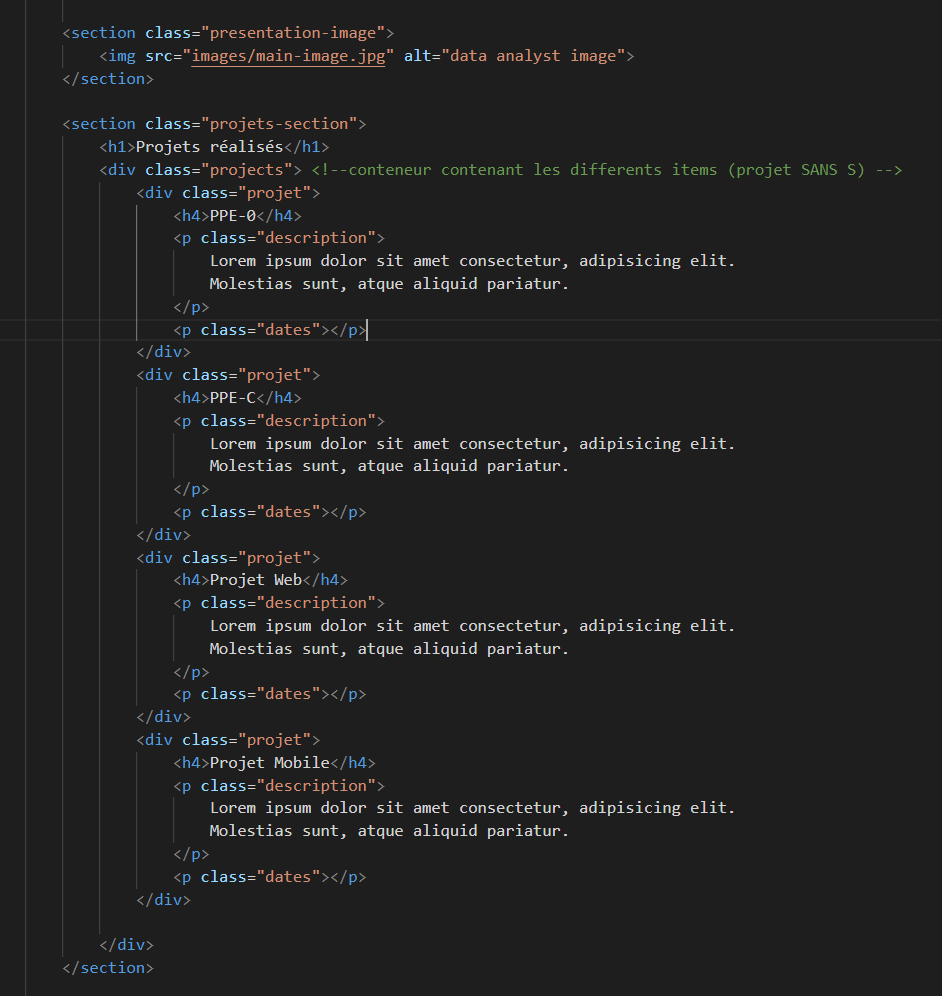 <section class="presentation-image">
<img src="images/main-image.jpg" alt="data analyst image">
</section>
<section class="projets-section">
<h1>Projets réalisés</h1>
<div class="projects"> <!--conteneur contenant les differents items (projet SANS S) -->
<div class="projet">
<h4>PPE-0</h4>
<p class="description">
Lorem ipsum dolor sit amet consectetur, adipisicing elit.
Molestias sunt, atque aliquid pariatur.
</p>
<p class="dates"></p>
</div>
<div class="projet">
<h4>PPE-C</h4>
<p class="description">
Lorem ipsum dolor sit amet consectetur, adipisicing elit.
Molestias sunt, atque aliquid pariatur.
</p>
<p class="dates"></p>
</div>
<div class="projet">
<h4>Projet Web</h4>
<p class="description">
Lorem ipsum dolor sit amet consectetur, adipisicing elit.
Molestias sunt, atque aliquid pariatur.
</p>
<p class="dates"></p>
</div>
<div class="projet">
<h4>Projet Mobile</h4>
<p class="description">
Lorem ipsum dolor sit amet consectetur, adipisicing elit.
Molestias sunt, atque aliquid pariatur.
</p>
<p class="dates"></p>
</div>
</div>
</section>